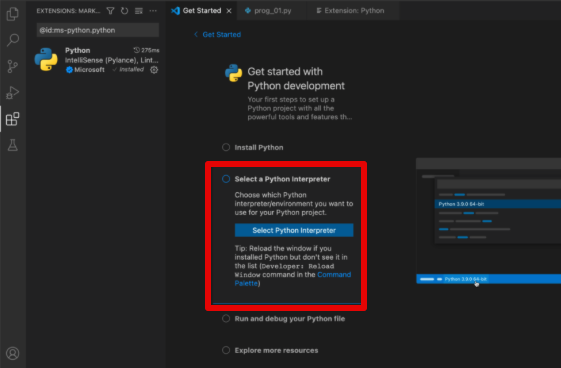 EXTENSIONS: MARK...
@id:ms-python.python
Python
275ms
IntelliSense (Pylance), Lint...
Microsoft
Installed
Get Started
prog_01.py
Extension: Python
Get Started
Get started with
Python development
Your first steps to set up a
Python project with all the
powerful tools and features th...
Install Python
Select a Python Interpreter
Choose which Python
interpreter/environment you want to
use for your Python project.
Select Python Interpreter
Tip: Reload the window if you
installed Python but don't see it in
the list (Developer: Reload
Window command in the Command
Palette)
Run and debug your Python file
Explore more resources
Python 3.9.0 64-bit
Python 3.9.0 64-bit